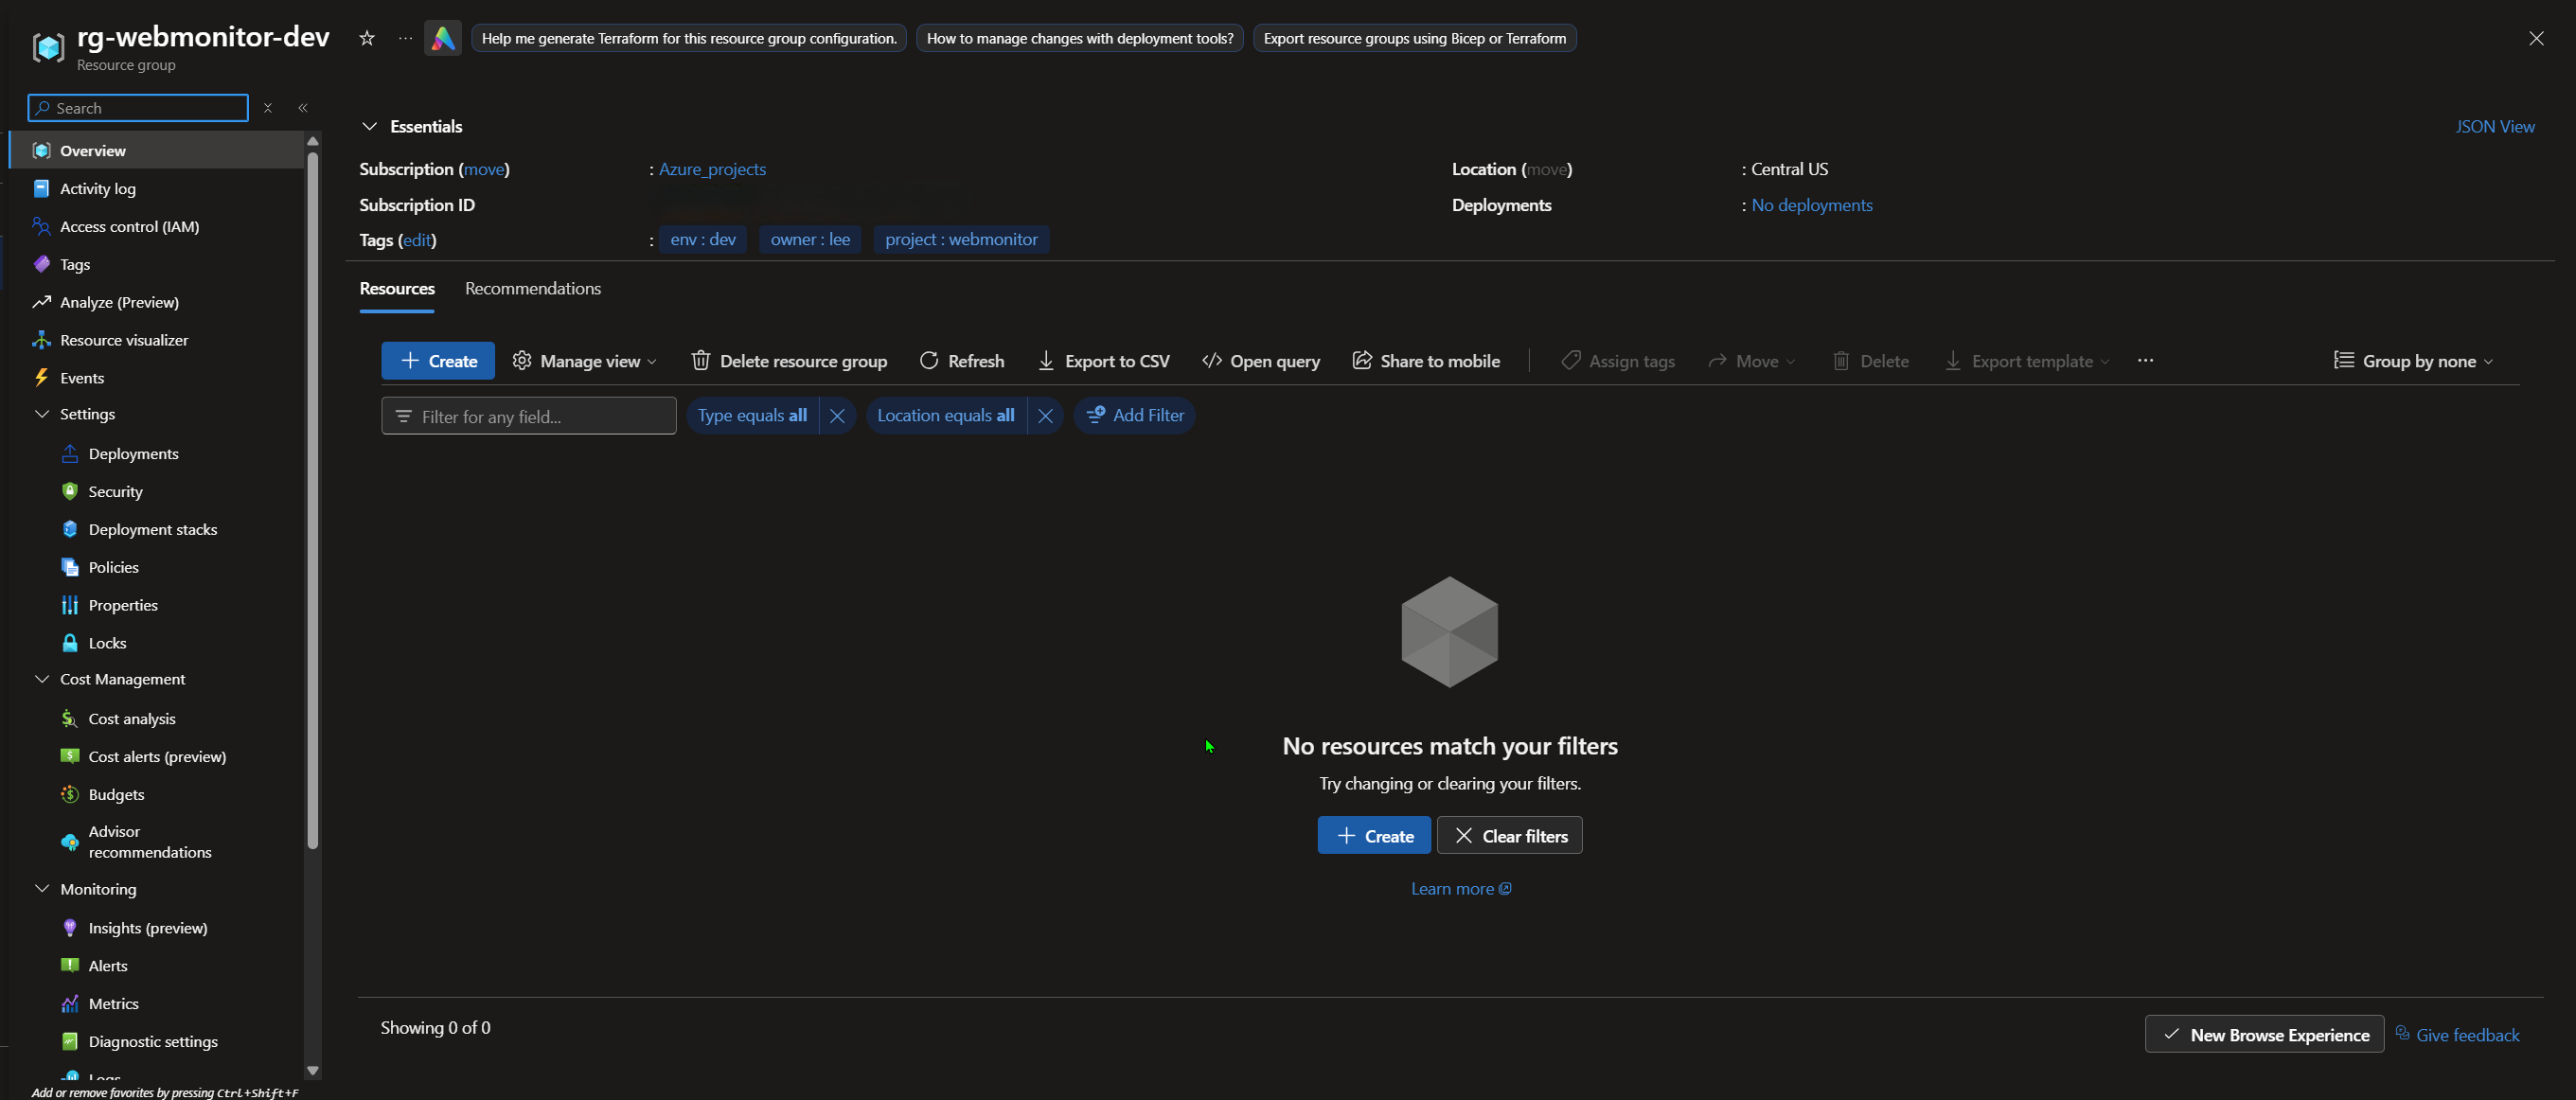 rg-webmonitor-dev
Resource group
Help me generate Terraform for this resource group configuration.
How to manage changes with deployment tools?
Export resource groups using Bicep or Terraform
Search
Overview
Activity log
Access control (IAM)
Tags
Analyze (Preview)
Resource visualizer
Events
Settings
Deployments
Security
Deployment stacks
Policies
Properties
Locks
Cost Management
Cost analysis
Cost alerts (preview)
Budgets
Advisor
recommendations
Monitoring
Insights (preview)
Alerts
Metrics
Diagnostic settings
Logs
Add or remove favorites by pressing Ctrl+Shift+F
Essentials
JSON View
Subscription (move) : Azure_projects
Location (move) : Central US
Subscription ID
Deployments : No deployments
Tags (edit) : env : dev owner : lee project : webmonitor
Resources Recommendations
Create Manage view Delete resource group Refresh Export to CSV Open query Share to mobile Assign tags Move Delete Export template ... Group by none
Filter for any field... Type equals all Location equals all Add Filter
No resources match your filters
Try changing or clearing your filters.
Create Clear filters
Learn more
Showing 0 of 0
New Browse Experience Give feedback